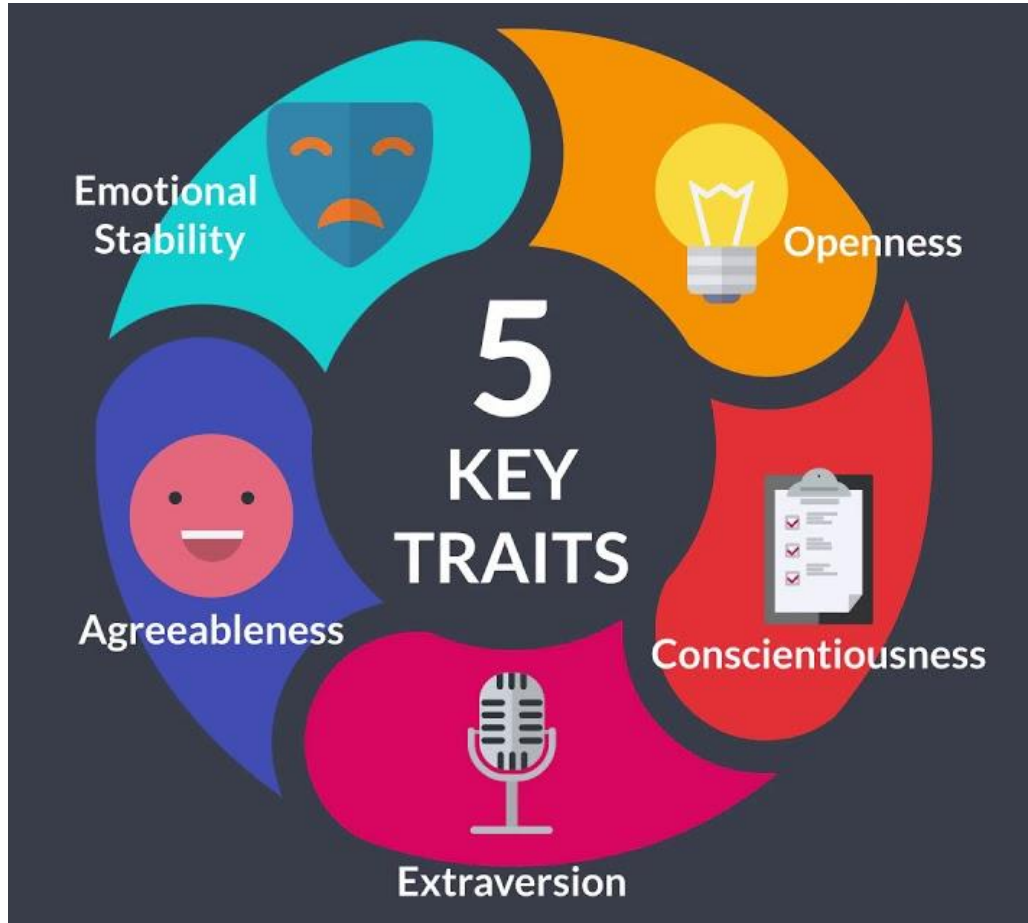 5
KEY
TRAITS
Openness
Conscientiousness
Extraversion
Agreeableness
Emotional
Stability